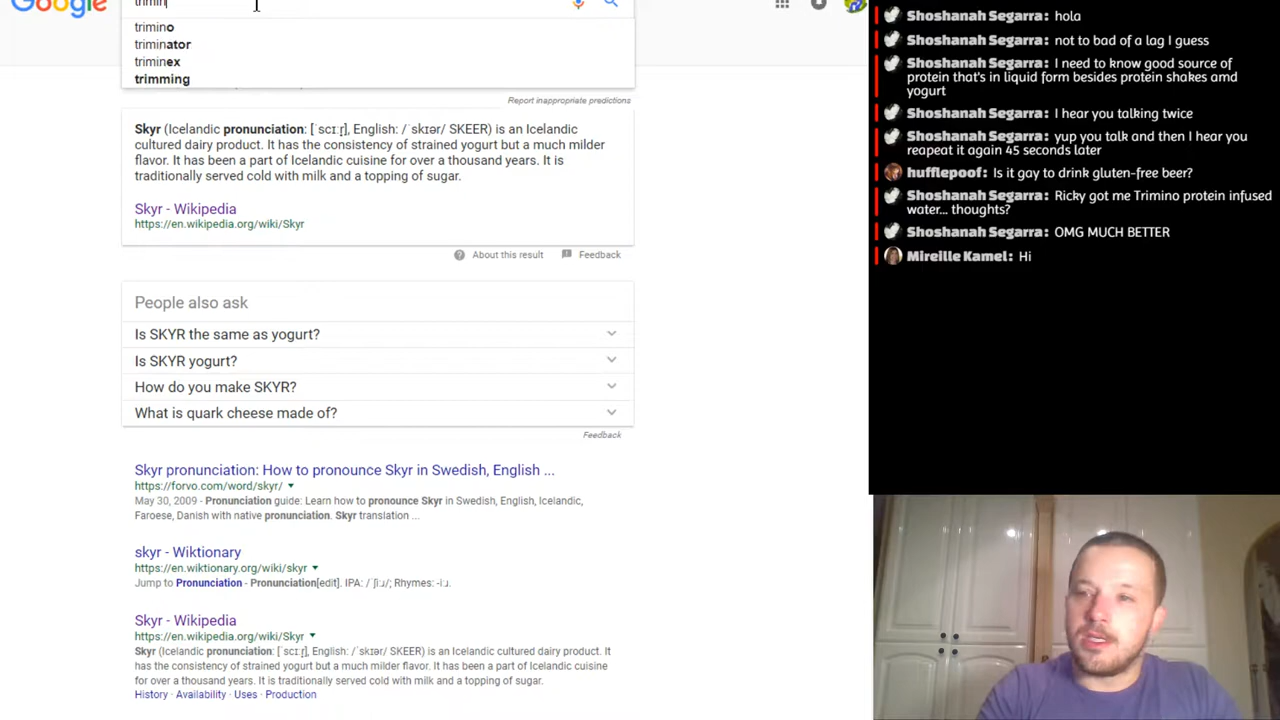 Google
trimin
trimino
triminator
triminex
trimming
Report inappropriate predictions
Skyr (Icelandic pronunciation: [ˈscɪːr̥], English: /ˈskɪər/ SKEER) is an Icelandic
cultured dairy product. It has the consistency of strained yogurt but a much milder
flavor. It has been a part of Icelandic cuisine for over a thousand years. It is
traditionally served cold with milk and a topping of sugar.
Skyr - Wikipedia
https://en.wikipedia.org/wiki/Skyr
About this result
Feedback
People also ask
Is SKYR the same as yogurt?
Is SKYR yogurt?
How do you make SKYR?
What is quark cheese made of?
Feedback
Skyr pronunciation: How to pronounce Skyr in Swedish, English ...
https://forvo.com/word/skyr/
May 30, 2009 - Pronunciation guide: Learn how to pronounce Skyr in Swedish, English, Icelandic,
Faroese, Danish with native pronunciation. Skyr translation ...
skyr - Wiktionary
https://en.wiktionary.org/wiki/skyr
Jump to Pronunciation - Pronunciation[edit]. IPA: /ˈʃiːr/; Rhymes: -iːɹ.
Skyr - Wikipedia
https://en.wikipedia.org/wiki/Skyr
Skyr (Icelandic pronunciation: [ˈscɪːr̥], English: /ˈskɪər/ SKEER) is an Icelandic cultured dairy product. It
has the consistency of strained yogurt but a much milder flavor. It has been a part of Icelandic cuisine
for over a thousand years. It is traditionally served cold with milk and a topping of sugar.
History · Availability · Uses · Production
Shoshanah Segarra: hola
Shoshanah Segarra: not to bad of a lag I guess
Shoshanah Segarra: I need to know good source of
protein that's in liquid form besides protein shakes amd
yogurt
Shoshanah Segarra: I hear you talking twice
Shoshanah Segarra: yup you talk and then I hear you
reapeat it again 45 seconds later
hufflepoof: Is it gay to drink gluten-free beer?
Shoshanah Segarra: Ricky got me Trimino protein infused
water... thoughts?
Shoshanah Segarra: OMG MUCH BETTER
Mireille Kamel: Hi